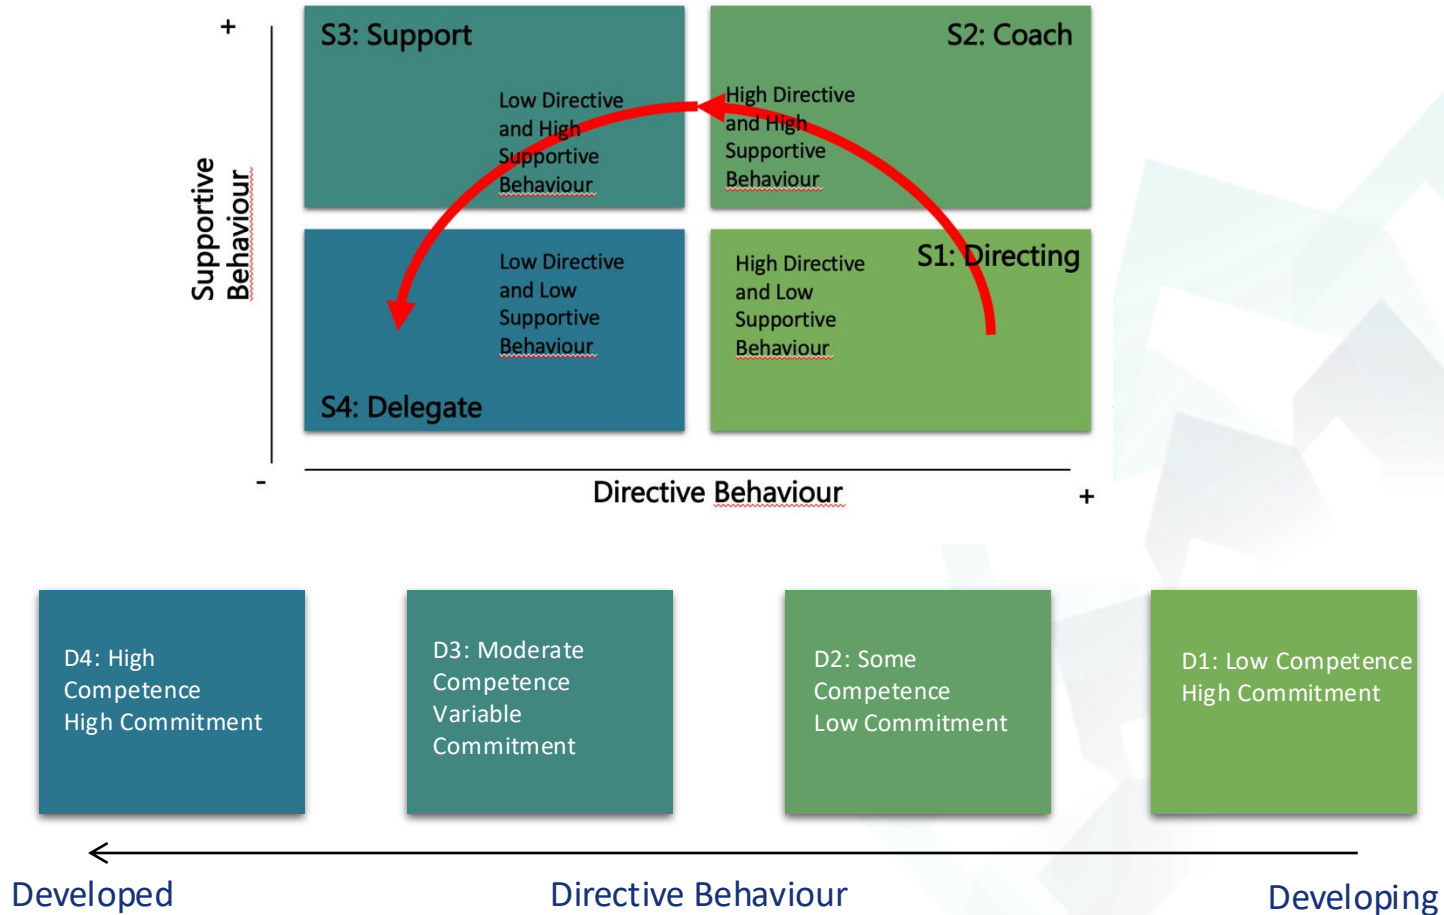 +
S3: Support
S2: Coach
Low Directive
and High
Supportive
Behaviour
High Directive
and High
Supportive
Behaviour
Supportive
Behaviour
Low Directive
and Low
Supportive
Behaviour
S4: Delegate
S1: Directing
High Directive
and Low
Supportive
Behaviour
-
Directive Behaviour
+
D4: High
Competence
High Commitment
D3: Moderate
Competence
Variable
Commitment
D2: Some
Competence
Low Commitment
D1: Low Competence
High Commitment
Developed
Directive Behaviour
Developing